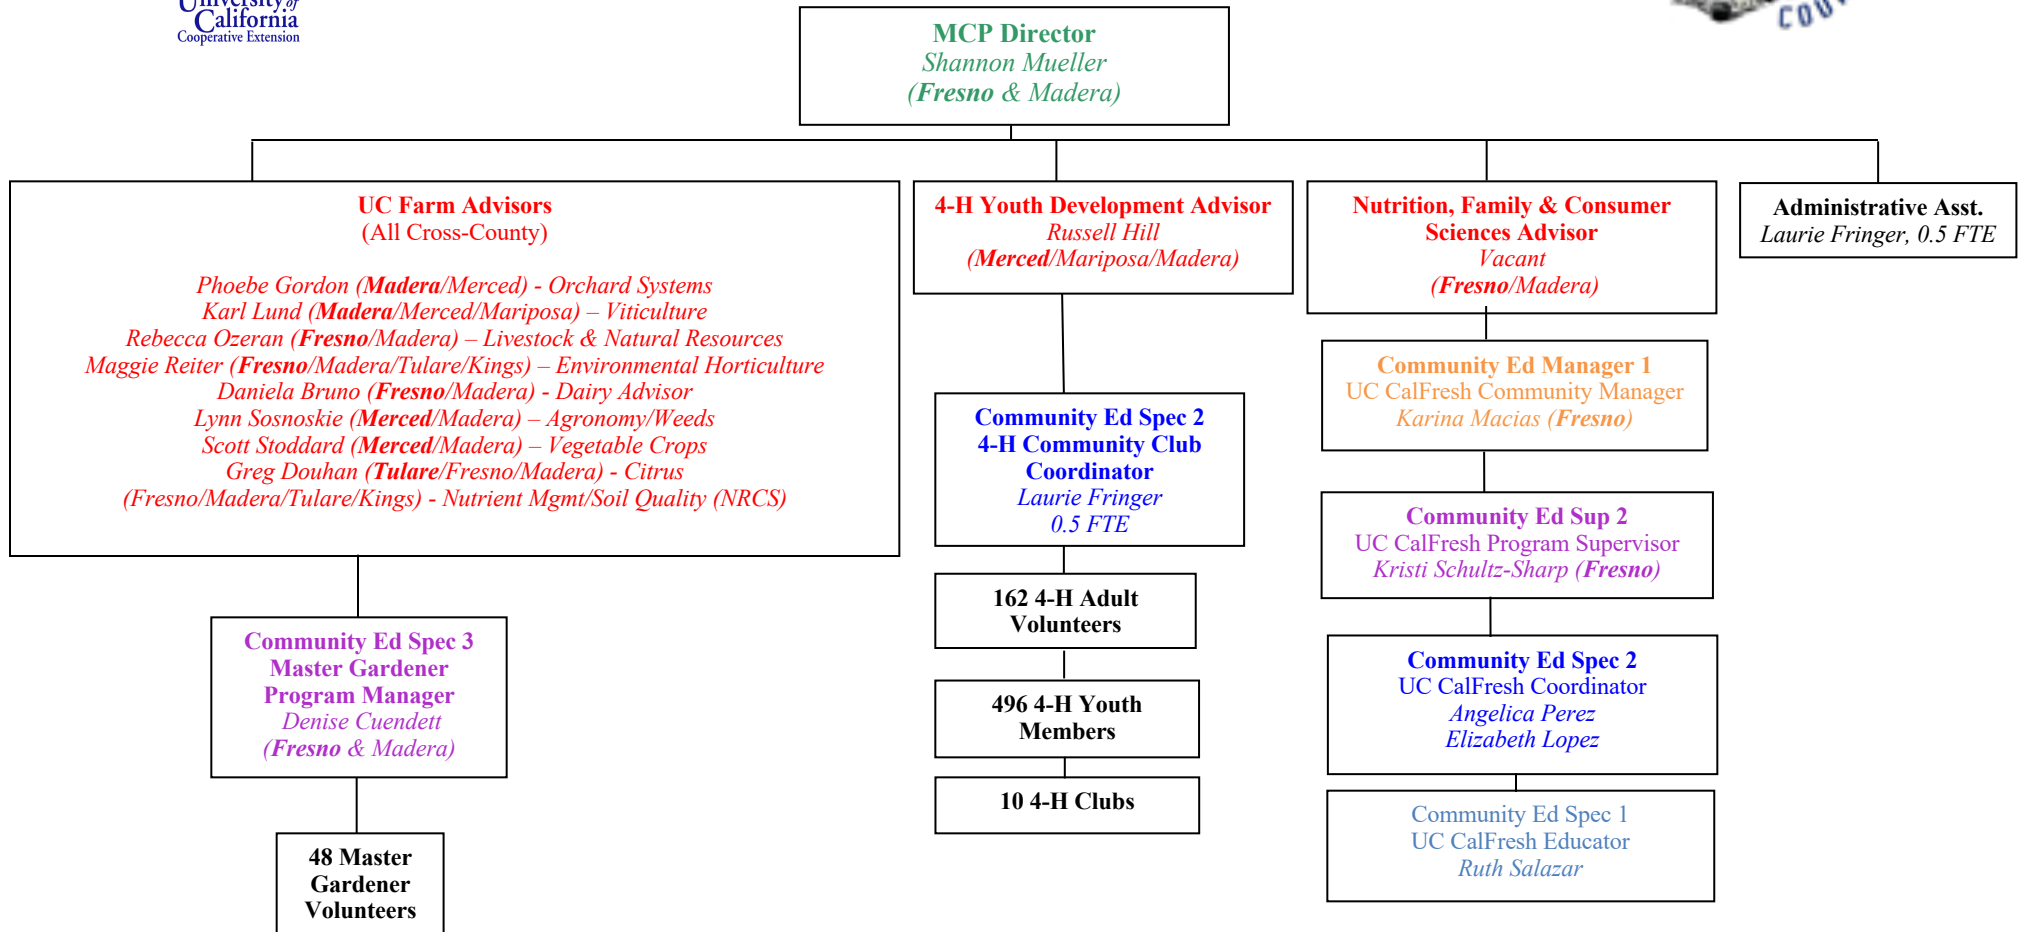 University of
California
Cooperative Extension
MCP Director
Shannon Mueller
(Fresno & Madera)
UC Farm Advisors
(All Cross-County)
Phoebe Gordon (Madera/Merced) - Orchard Systems
Karl Lund (Madera/Merced/Mariposa) – Viticulture
Rebecca Ozeran (Fresno/Madera) – Livestock & Natural Resources
Maggie Reiter (Fresno/Madera/Tulare/Kings) – Environmental Horticulture
Daniela Bruno (Fresno/Madera) - Dairy Advisor
Lynn Sosnoskie (Merced/Madera) – Agronomy/Weeds
Scott Stoddard (Merced/Madera) – Vegetable Crops
Greg Douhan (Tulare/Fresno/Madera) - Citrus
(Fresno/Madera/Tulare/Kings) - Nutrient Mgmt/Soil Quality (NRCS)
Community Ed Spec 3
Master Gardener
Program Manager
Denise Cuendett
(Fresno & Madera)
48 Master
Gardener
Volunteers
4-H Youth Development Advisor
Russell Hill
(Merced/Mariposa/Madera)
Community Ed Spec 2
4-H Community Club
Coordinator
Laurie Fringer
0.5 FTE
162 4-H Adult
Volunteers
496 4-H Youth
Members
10 4-H Clubs
Nutrition, Family & Consumer
Sciences Advisor
Vacant
(Fresno/Madera)
Community Ed Manager 1
UC CalFresh Community Manager
Karina Macias (Fresno)
Community Ed Sup 2
UC CalFresh Program Supervisor
Kristi Schultz-Sharp (Fresno)
Community Ed Spec 2
UC CalFresh Coordinator
Angelica Perez
Elizabeth Lopez
Community Ed Spec 1
UC CalFresh Educator
Ruth Salazar
Administrative Asst.
Laurie Fringer, 0.5 FTE